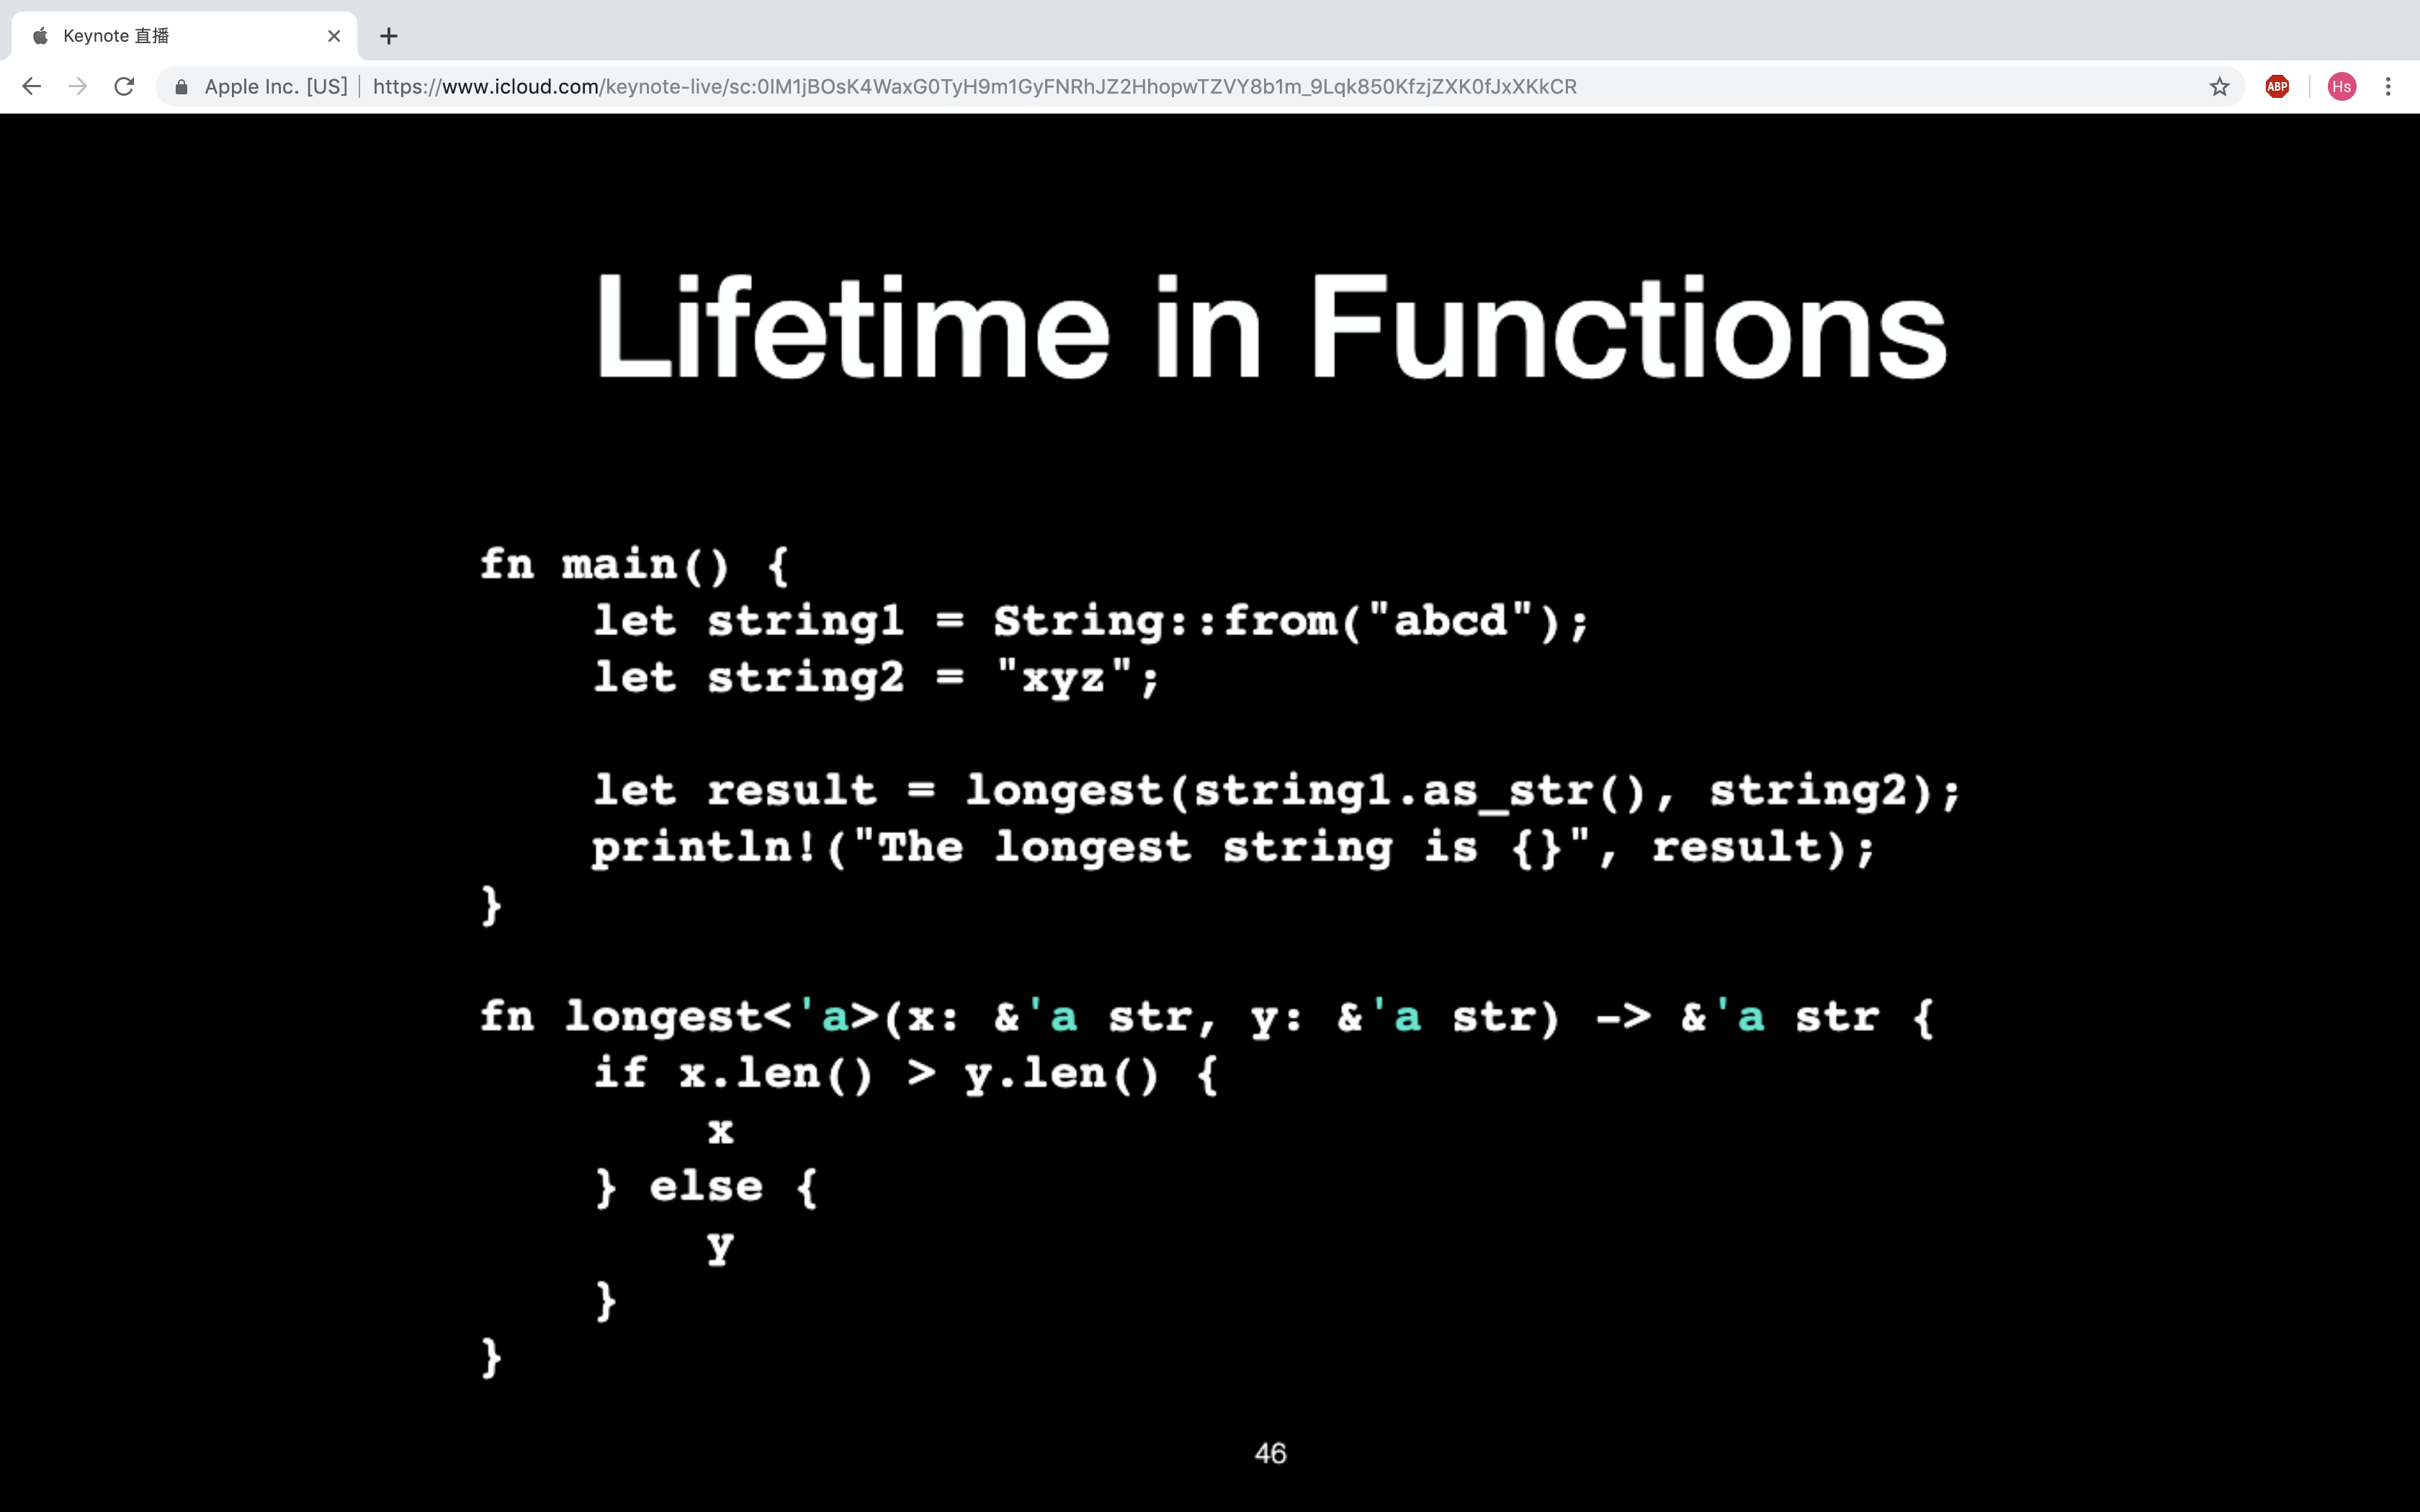 Keynote 直播
Apple Inc. [US] | https://www.icloud.com/keynote-live/sc:0IM1jBOsK4WaxG0TyH9m1GyFNRhJZ2HhopwTZVY8b1m_9Lqk850KfzjZXK0fJxXKkCR
ABP
Hs
Lifetime in Functions
fn main() {
    let string1 = String::from("abcd");
    let string2 = "xyz";
    let result = longest(string1.as_str(), string2);
    println!("The longest string is {}", result);
}
fn longest<'a>(x: &'a str, y: &'a str) -> &'a str {
    if x.len() > y.len() {
        x
    } else {
        y
    }
}
46